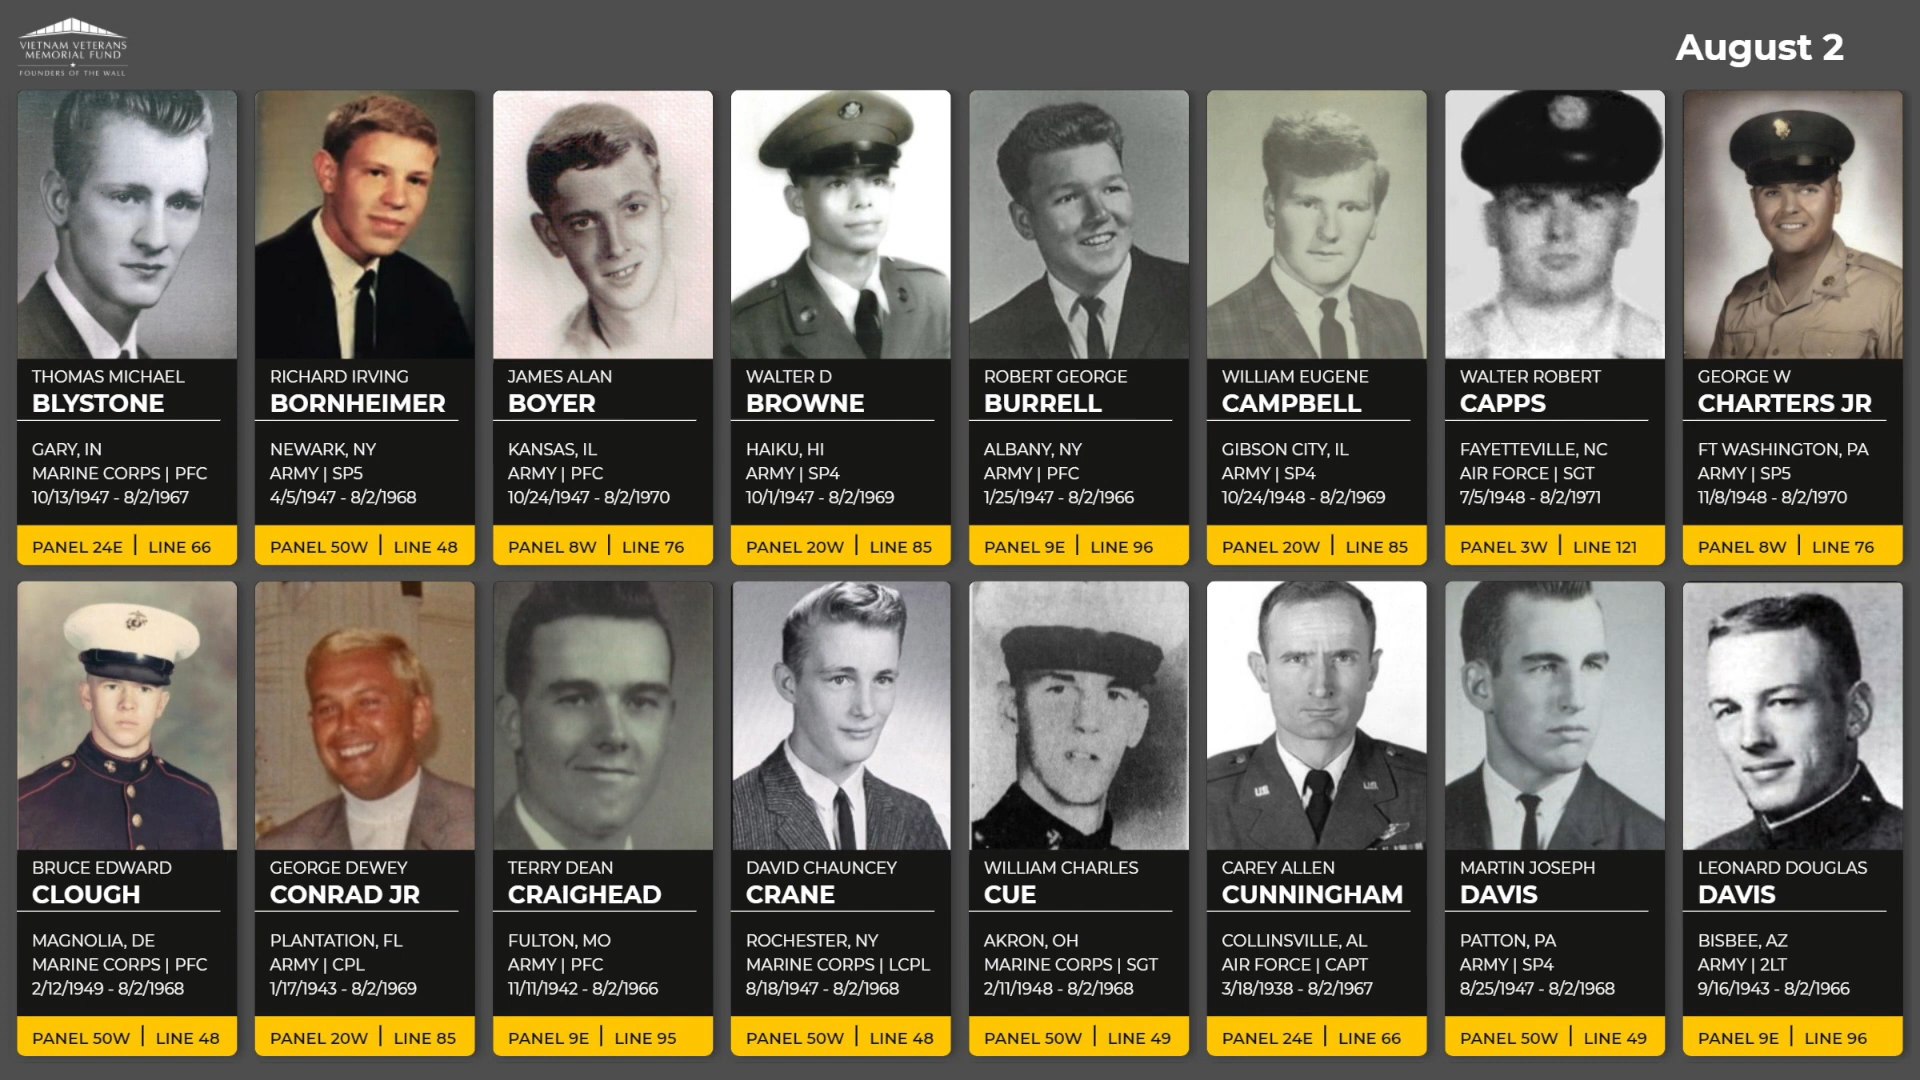 VIETNAM VETERANS
MEMORIAL FUND
FOUNDERS OF THE WALL
August 2
THOMAS MICHAEL
BLYSTONE
GARY, IN
MARINE CORPS | PFC
10/13/1947 - 8/2/1967
PANEL 24E | LINE 66
RICHARD IRVING
BORNHEIMER
NEWARK, NY
ARMY | SP5
4/5/1947 - 8/2/1968
PANEL 50W | LINE 48
JAMES ALAN
BOYER
KANSAS, IL
ARMY | PFC
10/24/1947 - 8/2/1970
PANEL 8W | LINE 76
WALTER D
BROWNE
HAIKU, HI
ARMY | SP4
10/1/1947 - 8/2/1969
PANEL 20W | LINE 85
ROBERT GEORGE
BURRELL
ALBANY, NY
ARMY | PFC
1/25/1947 - 8/2/1966
PANEL 9E | LINE 96
WILLIAM EUGENE
CAMPBELL
GIBSON CITY, IL
ARMY | SP4
10/24/1948 - 8/2/1969
PANEL 20W | LINE 85
WALTER ROBERT
CAPPS
FAYETTEVILLE, NC
AIR FORCE | SGT
7/5/1948 - 8/2/1971
PANEL 3W | LINE 121
GEORGE W
CHARTERS JR
FT WASHINGTON, PA
ARMY | SP5
11/8/1948 - 8/2/1970
PANEL 8W | LINE 76
BRUCE EDWARD
CLOUGH
MAGNOLIA, DE
MARINE CORPS | PFC
2/12/1949 - 8/2/1968
PANEL 50W | LINE 48
GEORGE DEWEY
CONRAD JR
PLANTATION, FL
ARMY | CPL
1/17/1943 - 8/2/1969
PANEL 20W | LINE 85
TERRY DEAN
CRAIGHEAD
FULTON, MO
ARMY | PFC
11/11/1942 - 8/2/1966
PANEL 9E | LINE 95
DAVID CHAUNCEY
CRANE
ROCHESTER, NY
MARINE CORPS | LCPL
8/18/1947 - 8/2/1968
PANEL 50W | LINE 48
WILLIAM CHARLES
CUE
AKRON, OH
MARINE CORPS | SGT
2/11/1948 - 8/2/1968
PANEL 50W | LINE 49
CAREY ALLEN
CUNNINGHAM
COLLINSVILLE, AL
AIR FORCE | CAPT
3/18/1938 - 8/2/1967
PANEL 24E | LINE 66
MARTIN JOSEPH
DAVIS
PATTON, PA
ARMY | SP4
8/25/1947 - 8/2/1968
PANEL 50W | LINE 49
LEONARD DOUGLAS
DAVIS
BISBEE, AZ
ARMY | 2LT
9/16/1943 - 8/2/1966
PANEL 9E | LINE 96